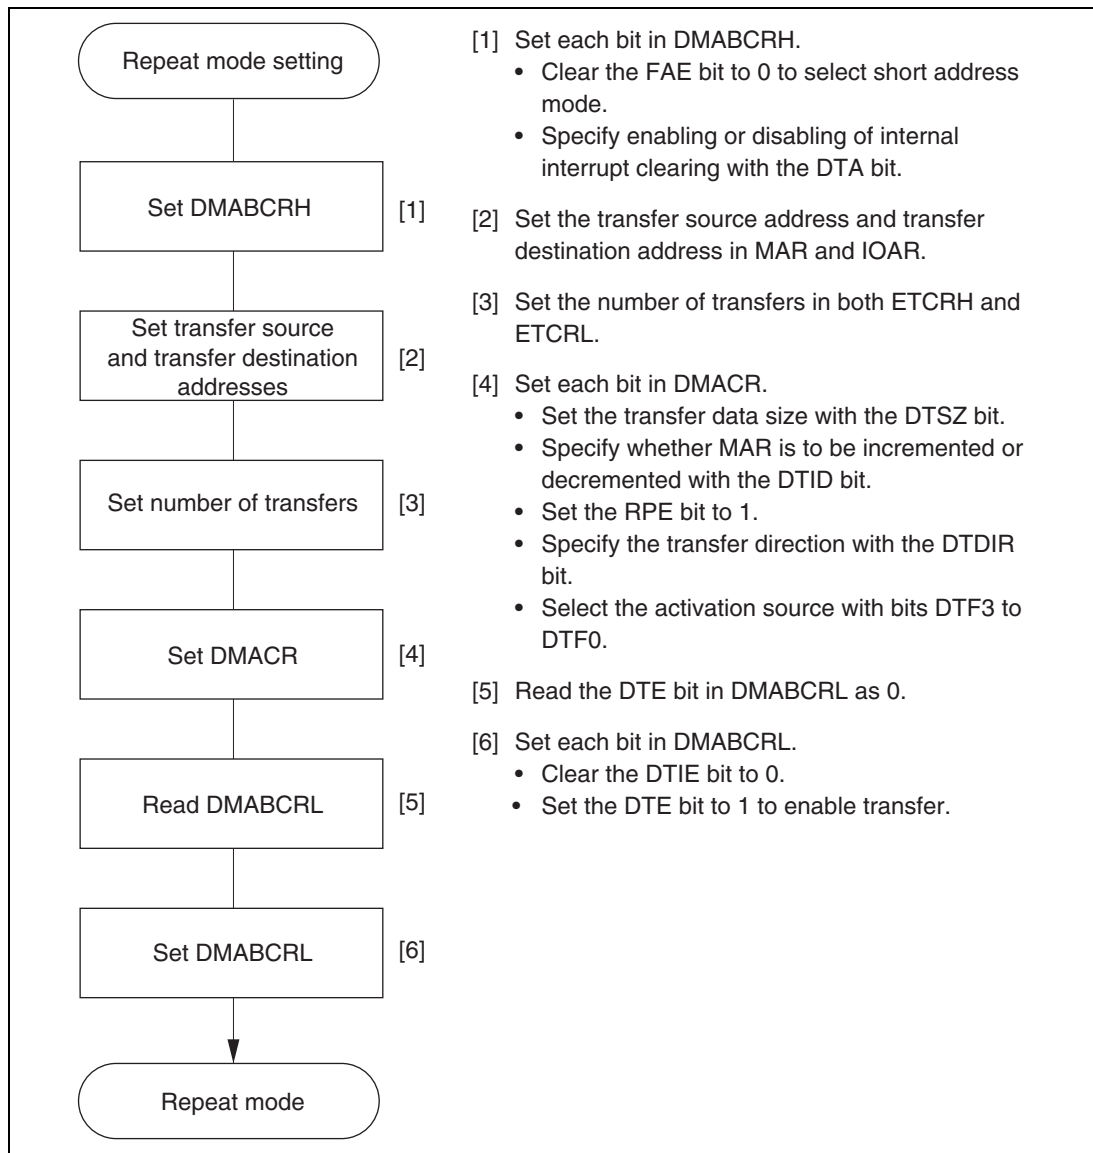 Repeat mode setting
Set DMABCRH
[1]
Set transfer source
and transfer destination
addresses
[2]
Set number of transfers
[3]
Set DMACR
[4]
Read DMABCRL
[5]
Set DMABCRL
[6]
Repeat mode
[1] Set each bit in DMABCRH.
• Clear the FAE bit to 0 to select short address
mode.
• Specify enabling or disabling of internal
interrupt clearing with the DTA bit.
[2] Set the transfer source address and transfer
destination address in MAR and IOAR.
[3] Set the number of transfers in both ETCRH and
ETCRL.
[4] Set each bit in DMACR.
• Set the transfer data size with the DTSZ bit.
• Specify whether MAR is to be incremented or
decremented with the DTID bit.
• Set the RPE bit to 1.
• Specify the transfer direction with the DTDIR
bit.
• Select the activation source with bits DTF3 to
DTF0.
[5] Read the DTE bit in DMABCRL as 0.
[6] Set each bit in DMABCRL.
• Clear the DTIE bit to 0.
• Set the DTE bit to 1 to enable transfer.